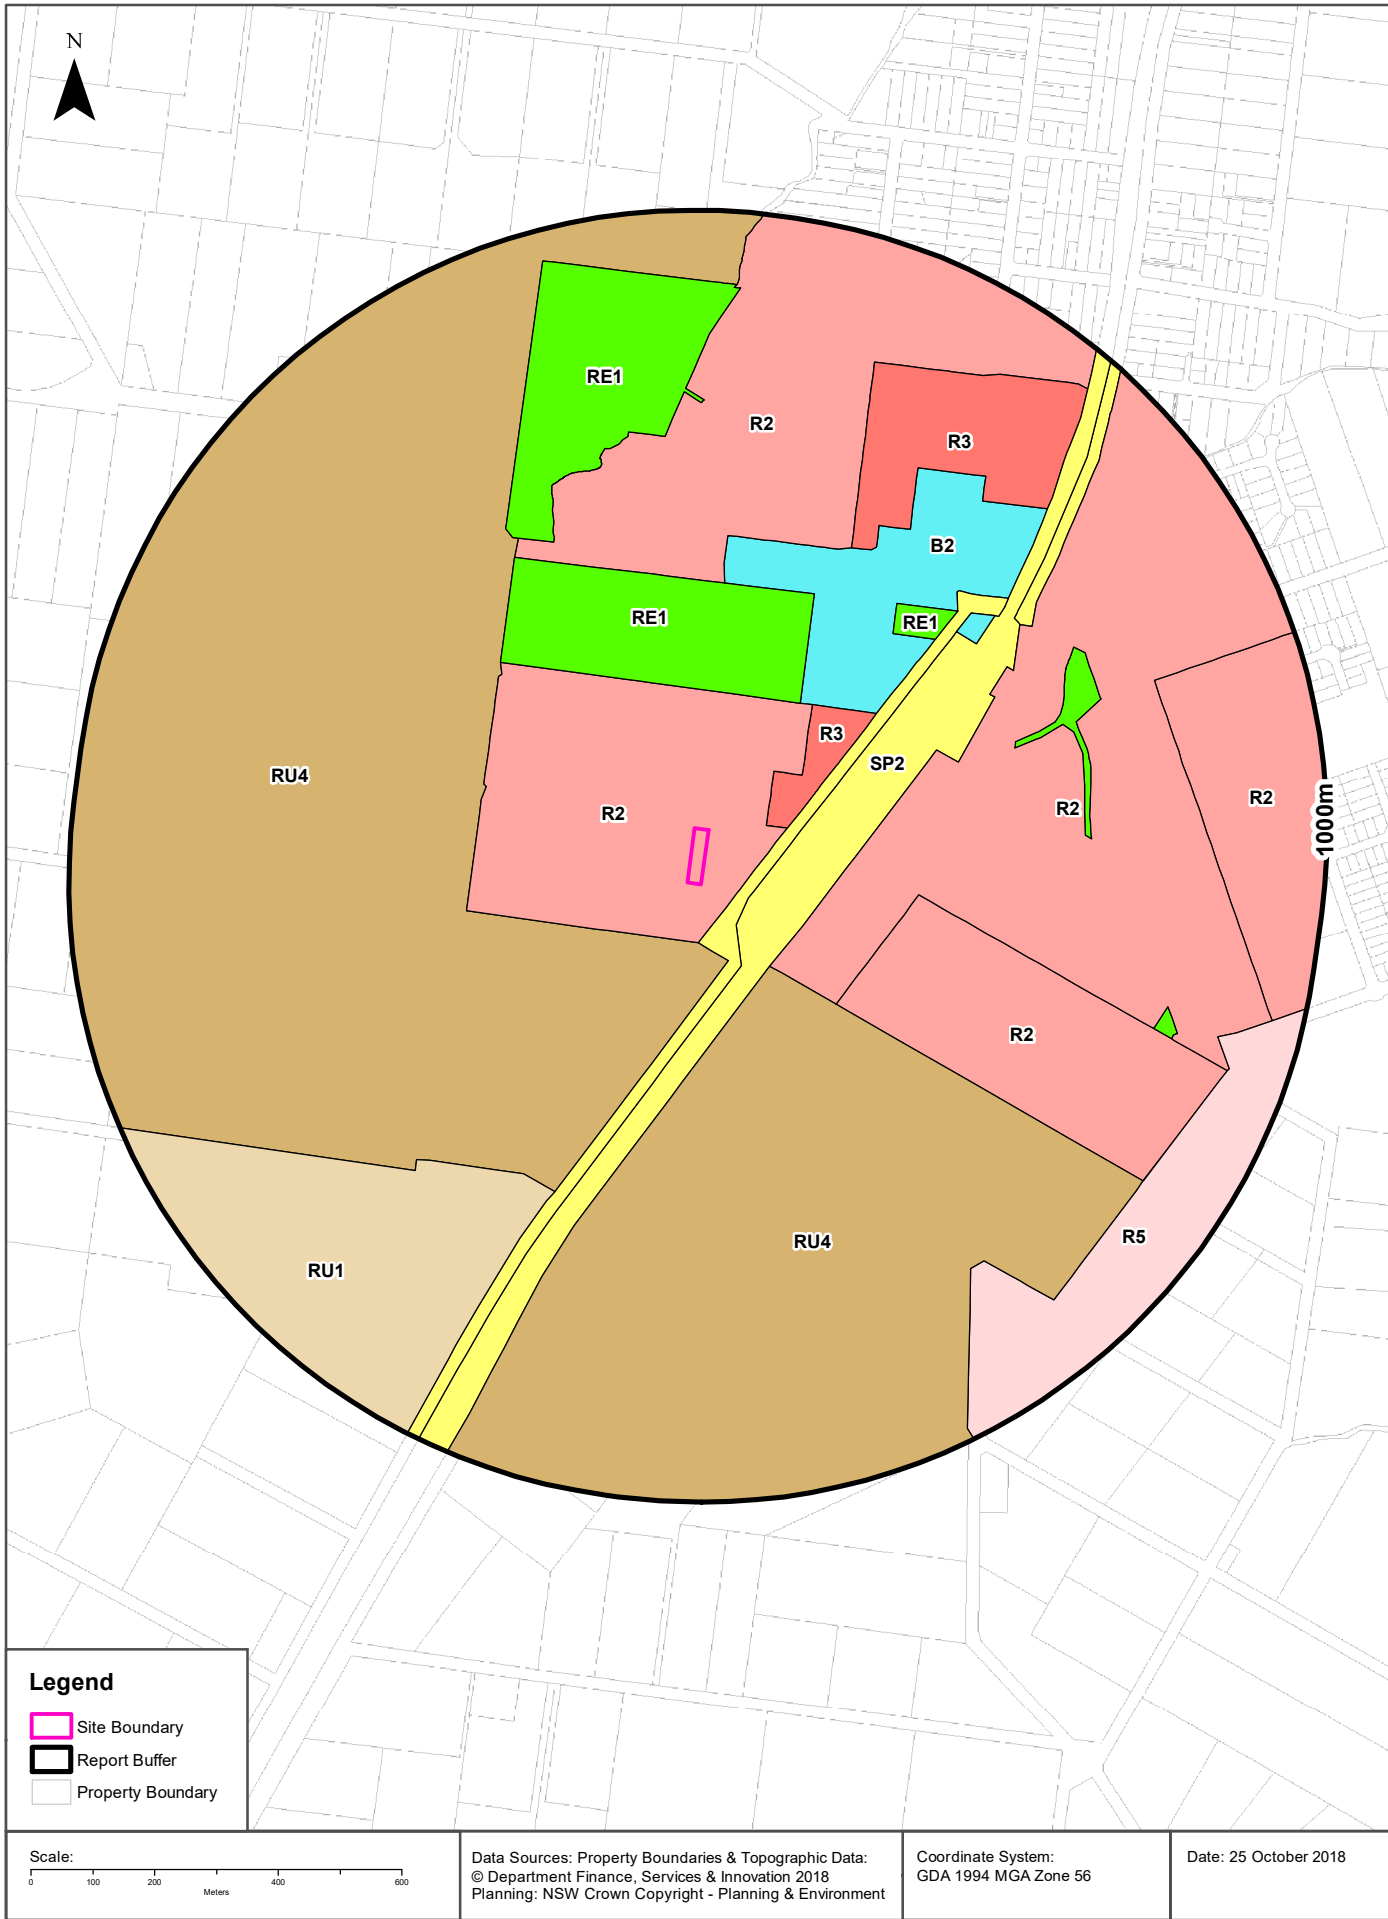 N
RE1
R2
R3
B2
RE1
RE1
R3
SP2
RU4
R2
R2
R2
1000m
R2
RU4
R5
RU1
Legend
Site Boundary
Report Buffer
Property Boundary
Scale:
0 100 200 400 600
Meters
Data Sources: Property Boundaries & Topographic Data:
© Department Finance, Services & Innovation 2018
Planning: NSW Crown Copyright - Planning & Environment
Coordinate System:
GDA 1994 MGA Zone 56
Date: 25 October 2018